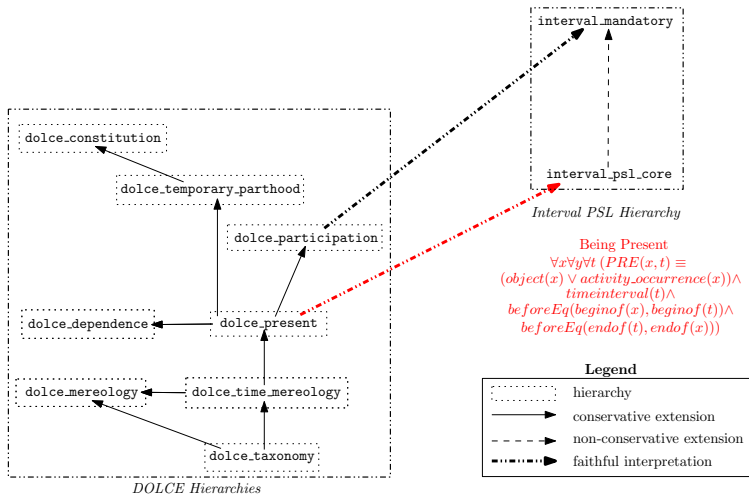 interval_mandatory
dolce_constitution
interval_psl_core
dolce_temporary_parthood
Interval PSL Hierarchy
dolce_participation
Being Present
∀x∀y∀t (PRE(x, t) ≡
(object(x) ∨ activity_occurrence(x))∧
timeinterval(t)∧
beforeEq(beginof(x), beginof(t))∧
beforeEq(endof(t), endof(x)))
dolce_dependence
dolce_present
Legend
dolce_mereology
dolce_time_mereology
hierarchy
conservative extension
non-conservative extension
dolce_taxonomy
faithful interpretation
DOLCE Hierarchies